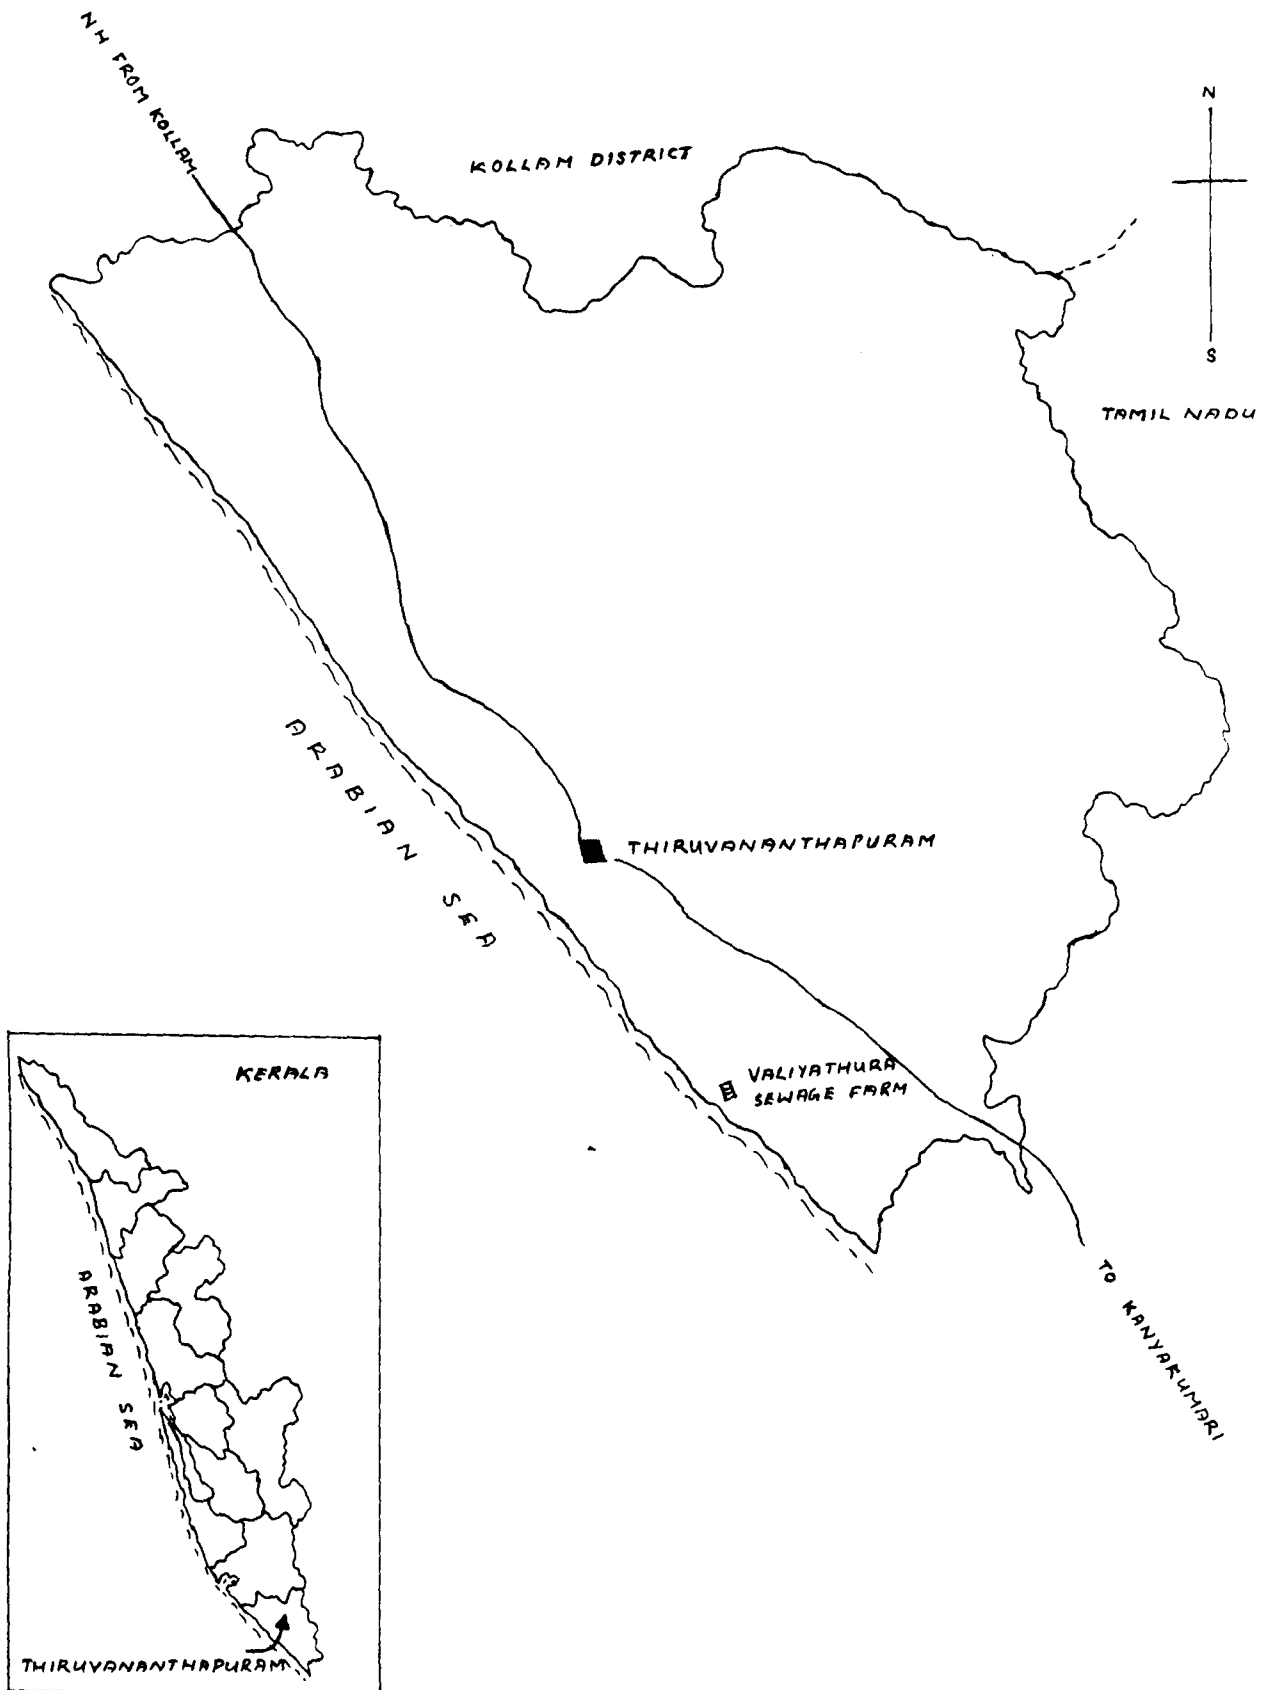 NH FROM KOLLAM
KOLLAM DISTRICT
N
S
TAMIL NADU
ARABIAN SEA
THIRUVANANTHAPURAM
VALIYATHURA
SEWAGE FARM
TO KANYAKUMARI
KERALA
ARABIAN SEA
THIRUVANANTHAPURAM